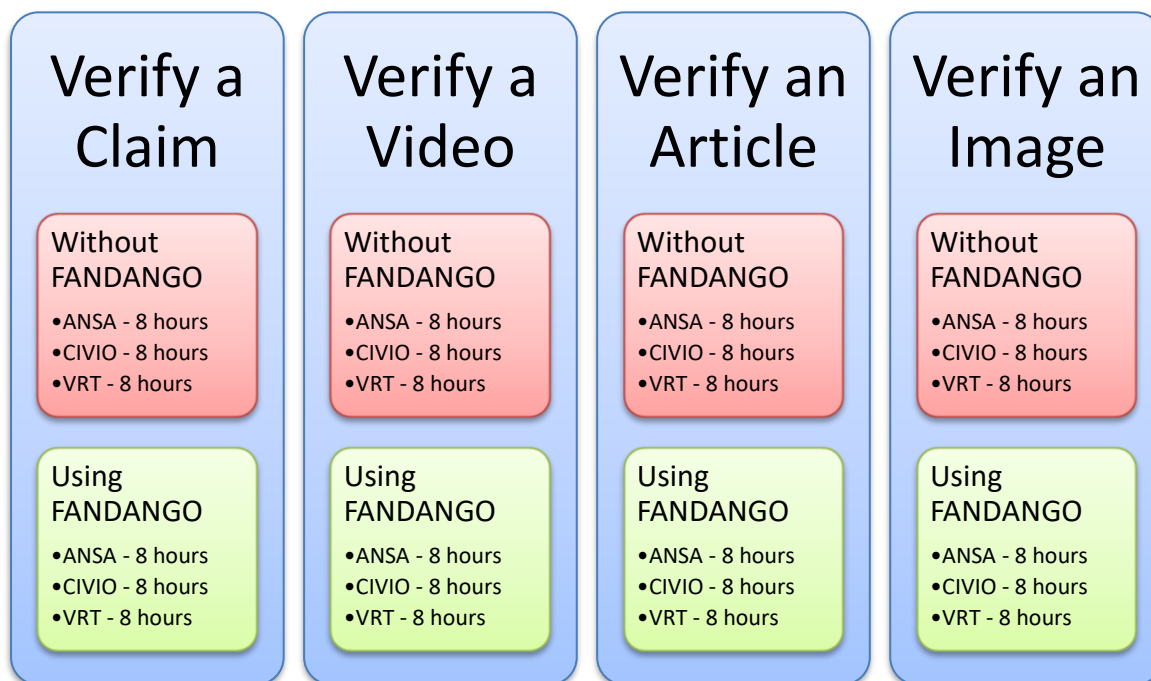 Verify a
Claim
Without
FANDANGO
•ANSA - 8 hours
•CIVIO - 8 hours
•VRT - 8 hours
Using
FANDANGO
•ANSA - 8 hours
•CIVIO - 8 hours
•VRT - 8 hours
Verify a
Video
Without
FANDANGO
•ANSA - 8 hours
•CIVIO - 8 hours
•VRT - 8 hours
Using
FANDANGO
•ANSA - 8 hours
•CIVIO - 8 hours
•VRT - 8 hours
Verify an
Article
Without
FANDANGO
•ANSA - 8 hours
•CIVIO - 8 hours
•VRT - 8 hours
Using
FANDANGO
•ANSA - 8 hours
•CIVIO - 8 hours
•VRT - 8 hours
Verify an
Image
Without
FANDANGO
•ANSA - 8 hours
•CIVIO - 8 hours
•VRT - 8 hours
Using
FANDANGO
•ANSA - 8 hours
•CIVIO - 8 hours
•VRT - 8 hours